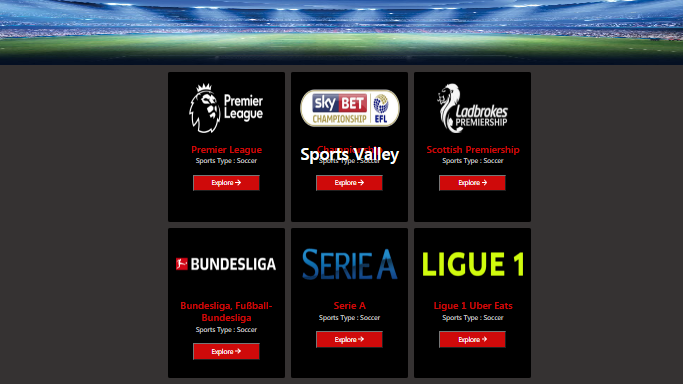 Premier
League
Premier League
Sports Type : Soccer
Explore →
sky BET
CHAMPIONSHIP
EFL
Sports Valley
Sports Type : Soccer
Explore →
Ladbrokes
PREMIERSHIP
Scottish Premiership
Sports Type : Soccer
Explore →
BUNDESLIGA
Bundesliga, Fußball-
Bundesliga
Sports Type : Soccer
Explore →
SERIE A
Serie A
Sports Type : Soccer
Explore →
LIGUE 1
Ligue 1 Uber Eats
Sports Type : Soccer
Explore →